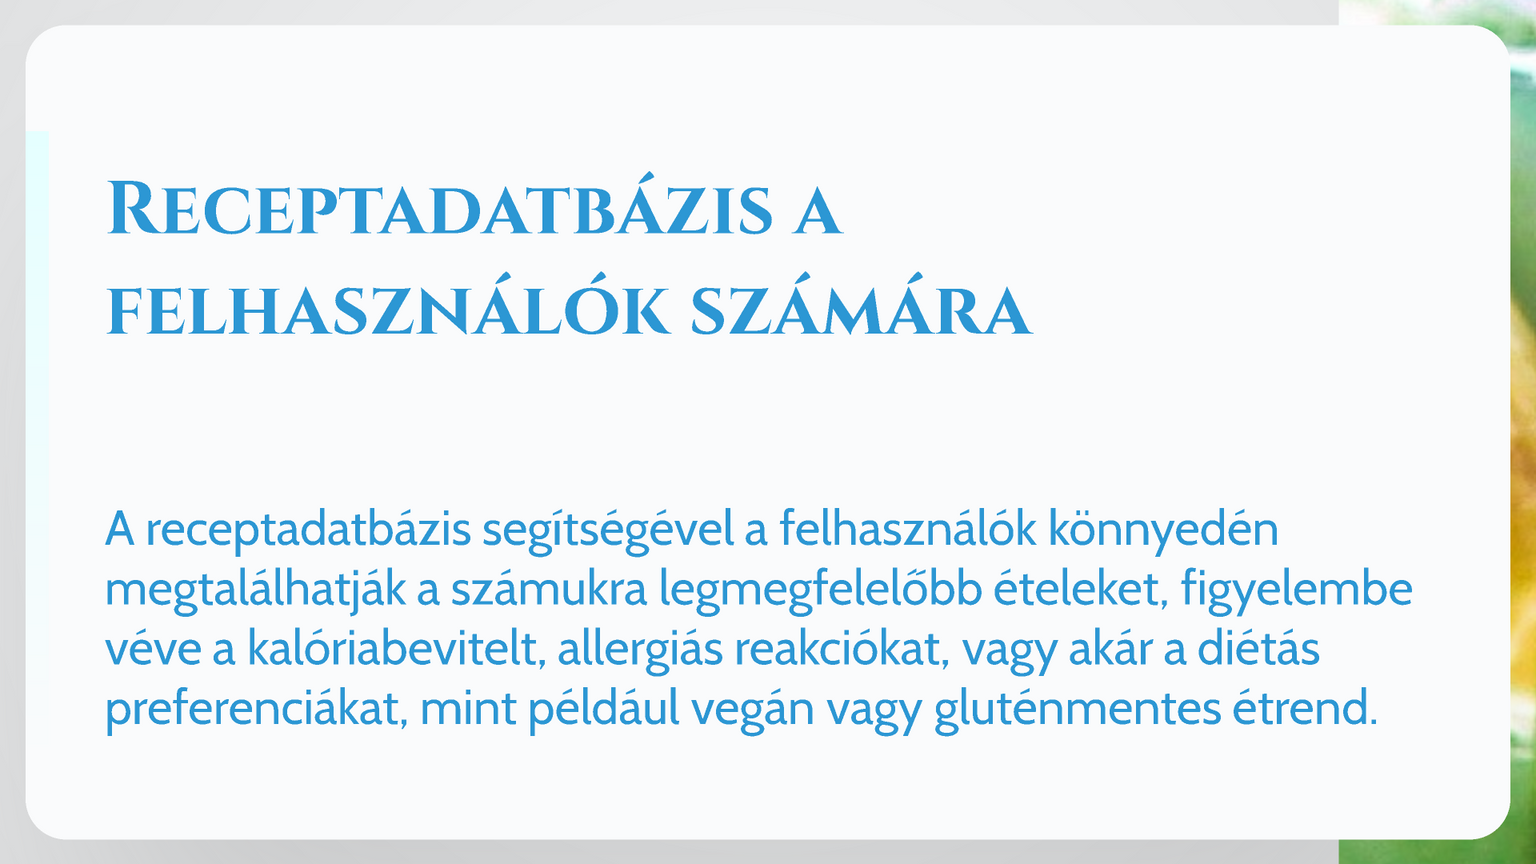 Receptadatbázis a
felhasználók számára
A receptadatbázis segítségével a felhasználók könnyedén
megtalálhatják a számukra legmegfelelőbb ételeket, figyelembe
véve a kalóriabevitelt, allergiás reakciókat, vagy akár a diétás
preferenciákat, mint például vegán vagy gluténmentes étrend.